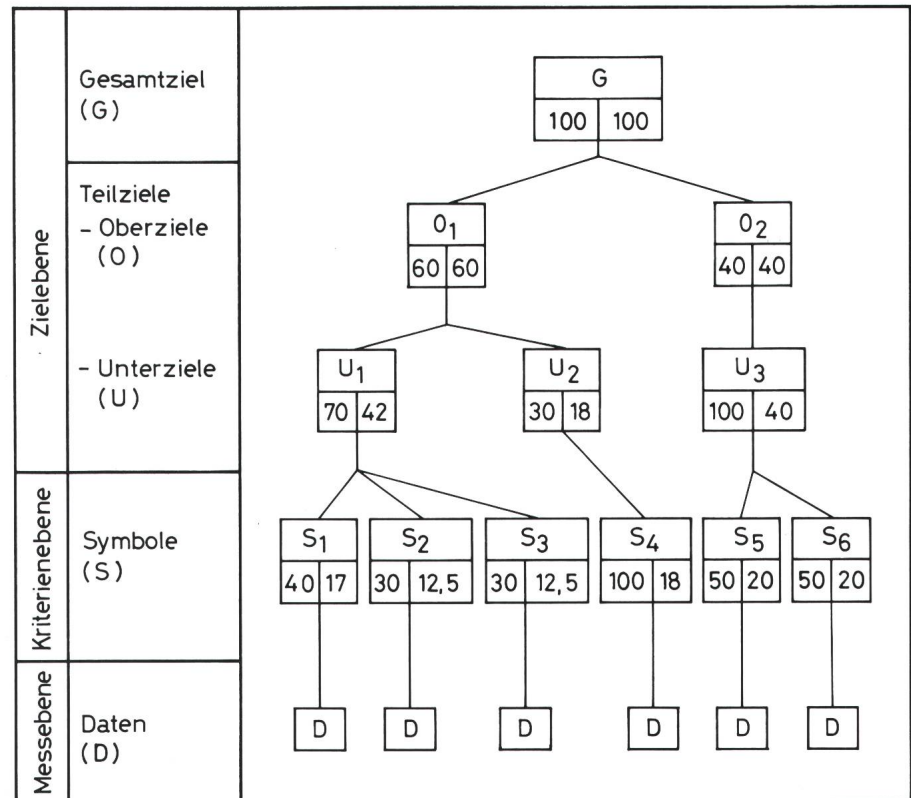 Zielebene
Gesamtziel
(G)
Teilziele
- Oberziele
(O)
- Unterziele
(U)
G
100 100
O1
60 60
O2
40 40
U1
70 42
U2
30 18
U3
100 40
Kriterienebene
Symbole
(S)
S1
40 17
S2
30 12,5
S3
30 12,5
S4
100 18
S5
50 20
S6
50 20
Messebene
Daten
(D)
D D D D D D